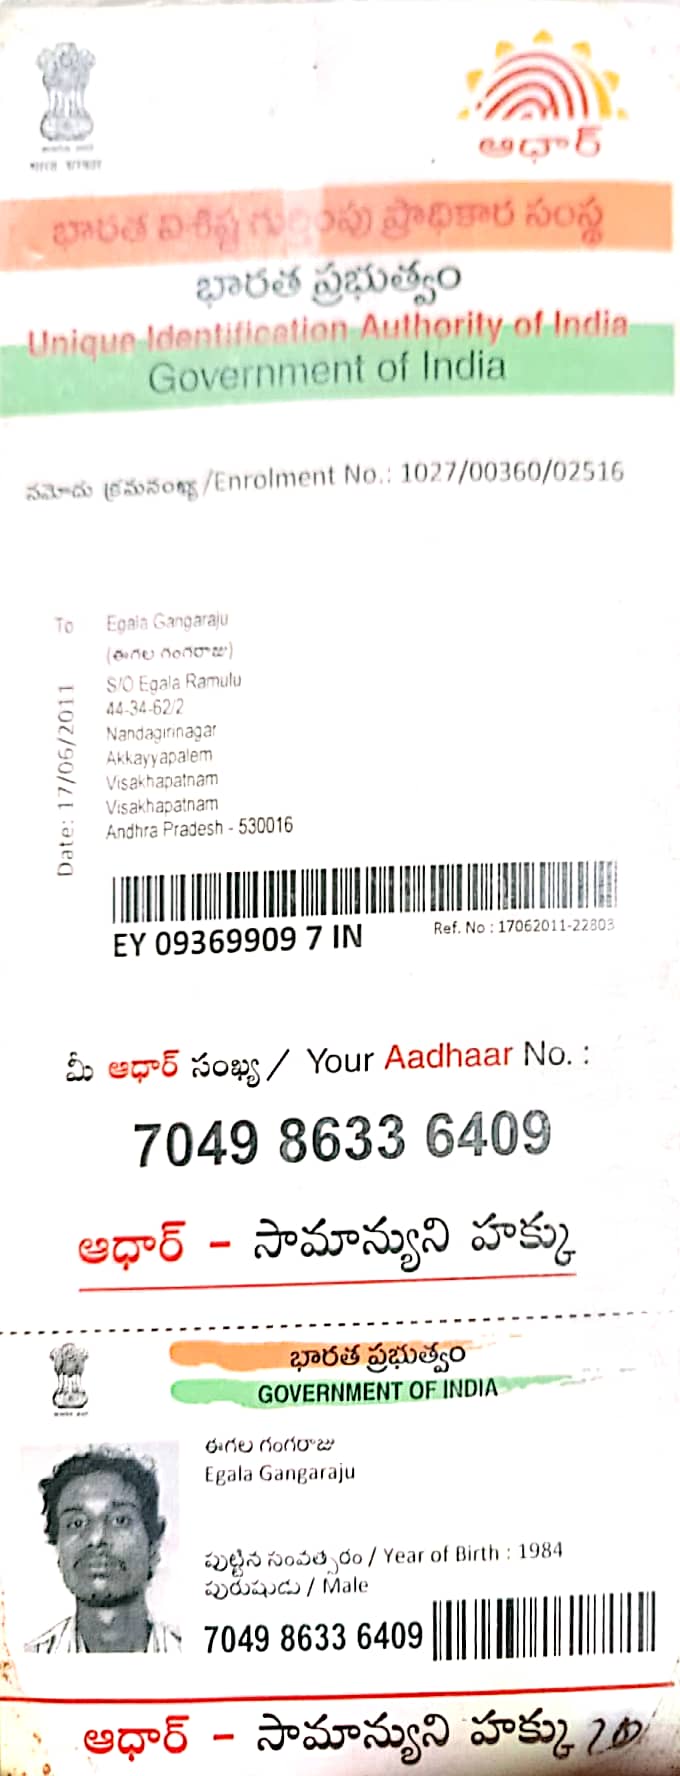 भारत सरकार
ఆధార్
భారత విశిష్ట గుర్తింపు ప్రాధికార సంస్థ
భారత ప్రభుత్వం
Unique Identification Authority of India
Government of India
నమోదు క్రమసంఖ్య /Enrolment No.: 1027/00360/02516
To
Egala Gangaraju
(ఈగల గంగరాజు)
S/O Egala Ramulu
44-34-62/2
Nandagirinagar
Akkayyapalem
Visakhapatnam
Visakhapatnam
Andhra Pradesh - 530016
Date: 17/06/2011
EY 09369909 7 IN
Ref. No : 17062011-22803
మీ ఆధార్ సంఖ్య / Your Aadhaar No. :
7049 8633 6409
ఆధార్ - సామాన్యుని హక్కు
భారత ప్రభుత్వం
GOVERNMENT OF INDIA
ఈగల గంగరాజు
Egala Gangaraju
పుట్టిన సంవత్సరం / Year of Birth : 1984
పురుషుడు / Male
7049 8633 6409
ఆధార్ - సామాన్యుని హక్కు